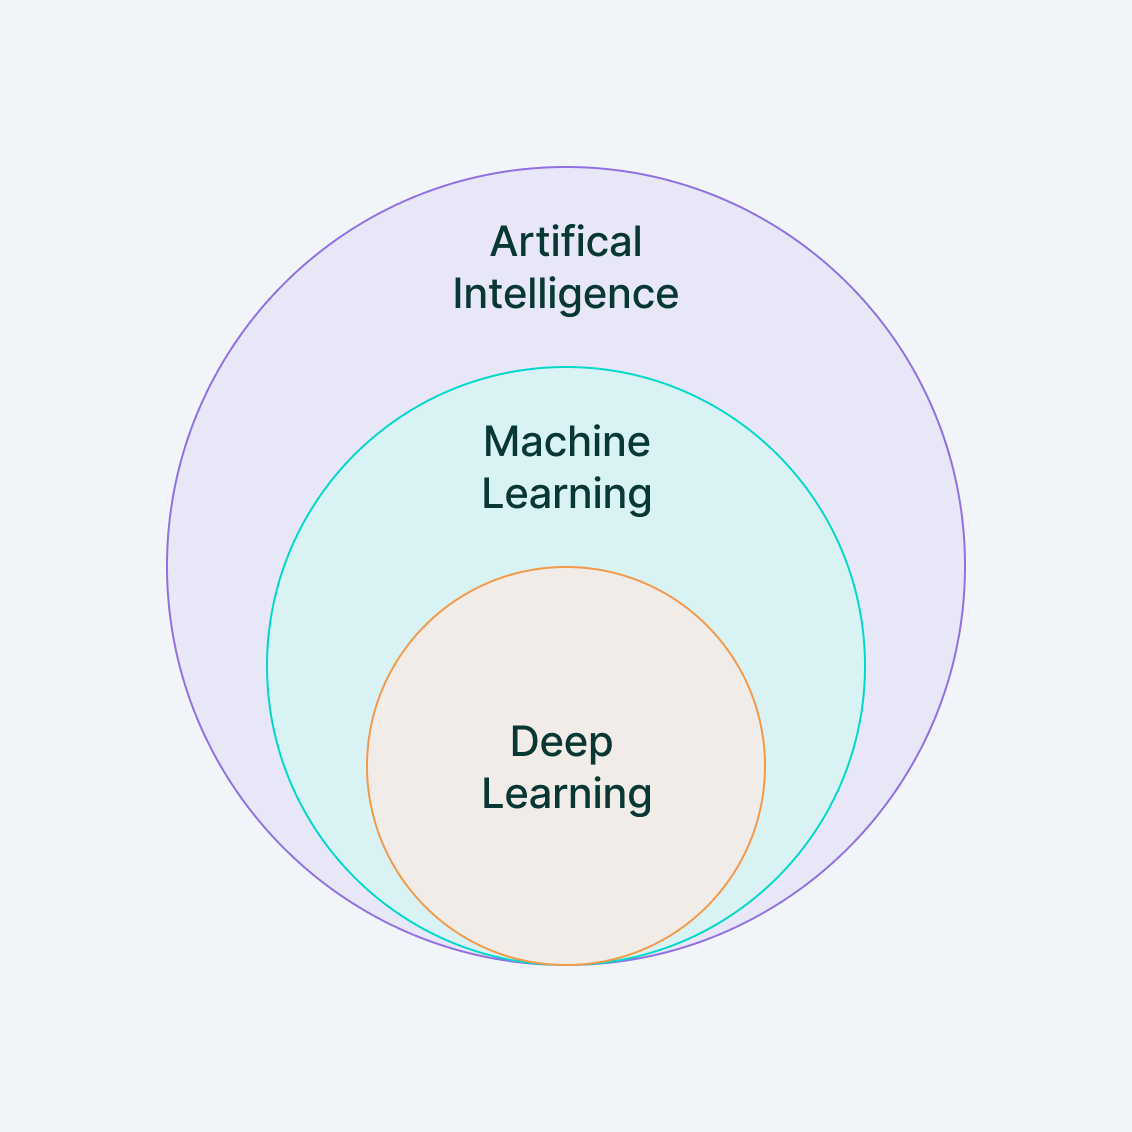 Artifical
Intelligence
Machine
Learning
Deep
Learning